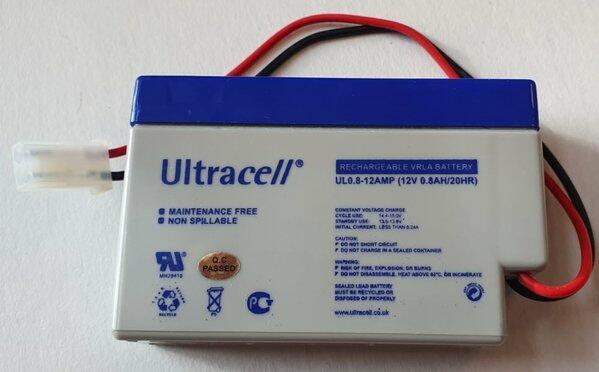 Ultracell®
RECHARGEABLE VRLA BATTERY
UL0.8-12AMP (12V 0.8AH/20HR)
MAINTENANCE FREE
NON SPILLABLE
CONSTANT VOLTAGE CHARGE
CYCLE USE: 14.4-15.0V
STANDBY USE: 13.5-13.8V
INITIAL CURRENT: LESS THAN 0.24A
CAUTION:
DO NOT SHORT CIRCUIT
DO NOT CHARGE IN A SEALED CONTAINER
WARNING:
RISK OF FIRE, EXPLOSION, OR BURNS
DO NOT DISASSEMBLE, HEAT ABOVE 60°C, OR INCINERATE
Q.C
PASSED
MH28410
SEALED LEAD BATTERY
MUST BE RECYCLED OR
DISPOSED OF PROPERLY
RECYCLE
Pb
www.ultracell.co.uk